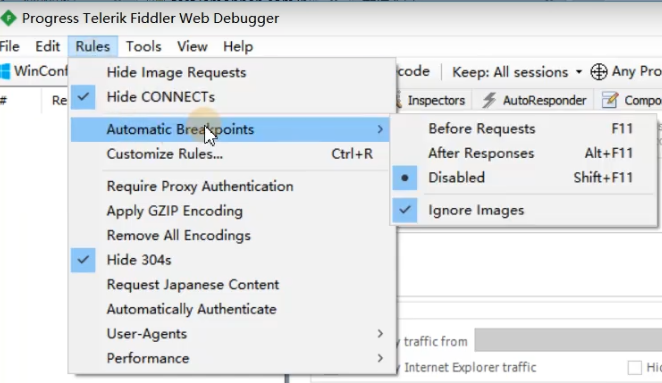 Progress Telerik Fiddler Web Debugger
File Edit Rules Tools View Help
WinConf
code Keep: All sessions Any Pro
#
Re
Inspectors AutoResponder Compo
Hide Image Requests
Hide CONNECTs
Automatic Breakpoints
Customize Rules... Ctrl+R
Require Proxy Authentication
Apply GZIP Encoding
Remove All Encodings
Hide 304s
Request Japanese Content
Automatically Authenticate
User-Agents
Performance
Before Requests F11
After Responses Alt+F11
Disabled Shift+F11
Ignore Images
y traffic from
y Internet Explorer traffic
Hi